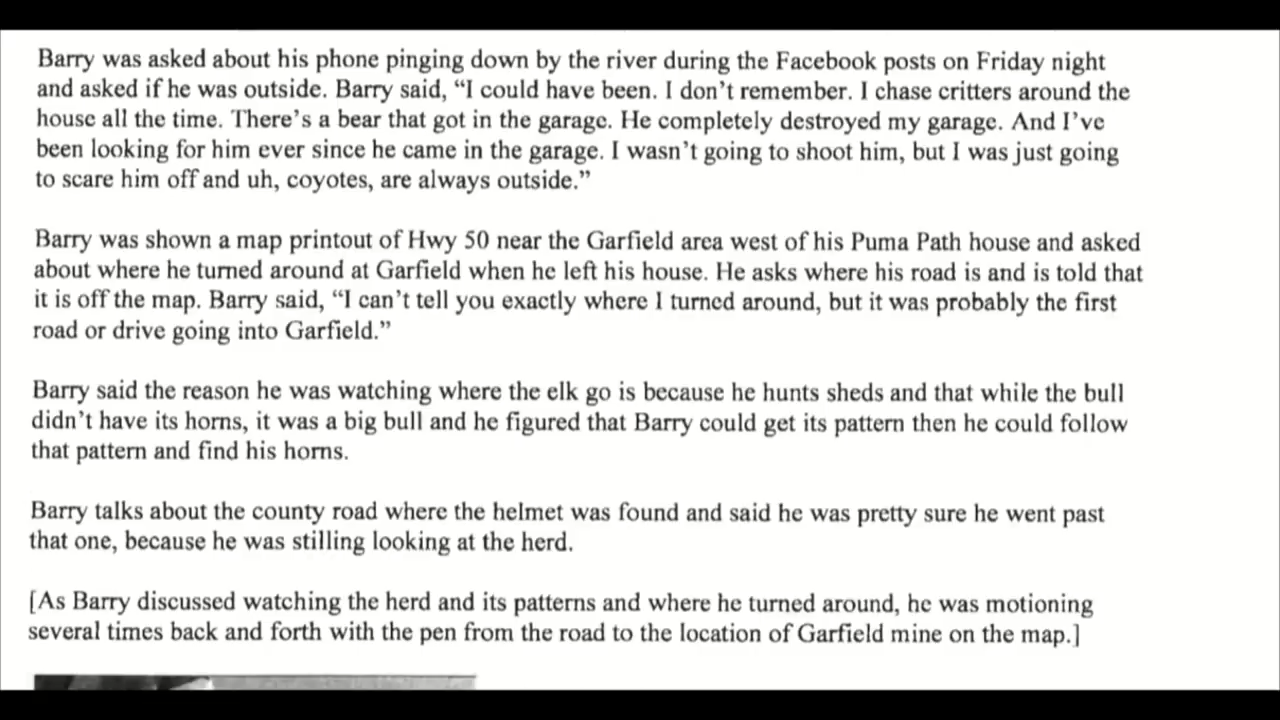 Barry was asked about his phone pinging down by the river during the Facebook posts on Friday night
and asked if he was outside. Barry said, “I could have been. I don’t remember. I chase critters around the
house all the time. There’s a bear that got in the garage. He completely destroyed my garage. And I’ve
been looking for him ever since he came in the garage. I wasn’t going to shoot him, but I was just going
to scare him off and uh, coyotes, are always outside.”
Barry was shown a map printout of Hwy 50 near the Garfield area west of his Puma Path house and asked
about where he turned around at Garfield when he left his house. He asks where his road is and is told that
it is off the map. Barry said, “I can’t tell you exactly where I turned around, but it was probably the first
road or drive going into Garfield.”
Barry said the reason he was watching where the elk go is because he hunts sheds and that while the bull
didn’t have its horns, it was a big bull and he figured that Barry could get its pattern then he could follow
that pattern and find his horns.
Barry talks about the county road where the helmet was found and said he was pretty sure he went past
that one, because he was stilling looking at the herd.
[As Barry discussed watching the herd and its patterns and where he turned around, he was motioning
several times back and forth with the pen from the road to the location of Garfield mine on the map.]